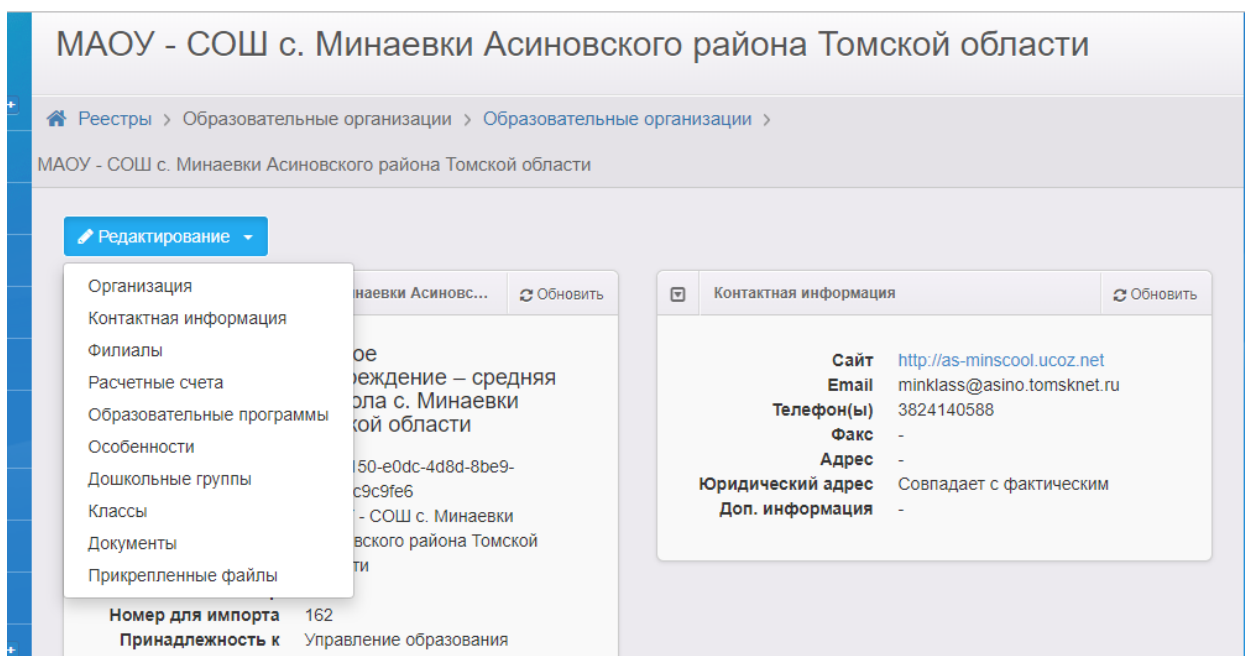 МАОУ - СОШ с. Минаевки Асиновского района Томской области
Реестры > Образовательные организации > Образовательные организации >
МАОУ - СОШ с. Минаевки Асиновского района Томской области
Редактирование
Организация
Контактная информация
Филиалы
Расчетные счета
Образовательные программы
Особенности
Дошкольные группы
Классы
Документы
Прикрепленные файлы
наевки Асиновс... Обновить
ое
реждение – средняя
ола с. Минаевки
кой области
150-e0dc-4d8d-8be9-
c9c9fe6
- СОШ с. Минаевки
вского района Томской
ти
Номер для импорта 162
Принадлежность к Управление образования
Контактная информация Обновить
Сайт http://as-minscool.ucoz.net
Email minklass@asino.tomsknet.ru
Телефон(ы) 3824140588
Факс -
Адрес -
Юридический адрес Совпадает с фактическим
Доп. информация -